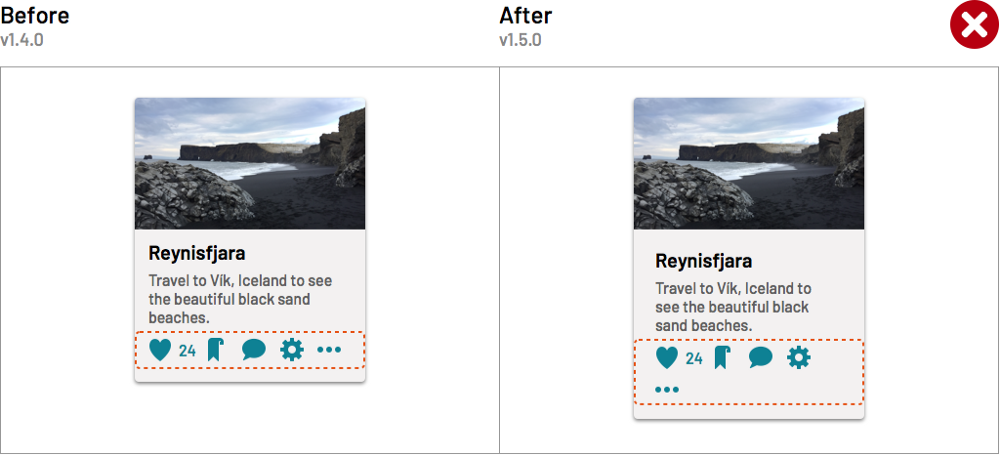 Before
v1.4.0
After
v1.5.0
Reynisfjara
Travel to Vík, Iceland to see
the beautiful black sand
beaches.
24
Reynisfjara
Travel to Vík, Iceland to
see the beautiful black
sand beaches.
24